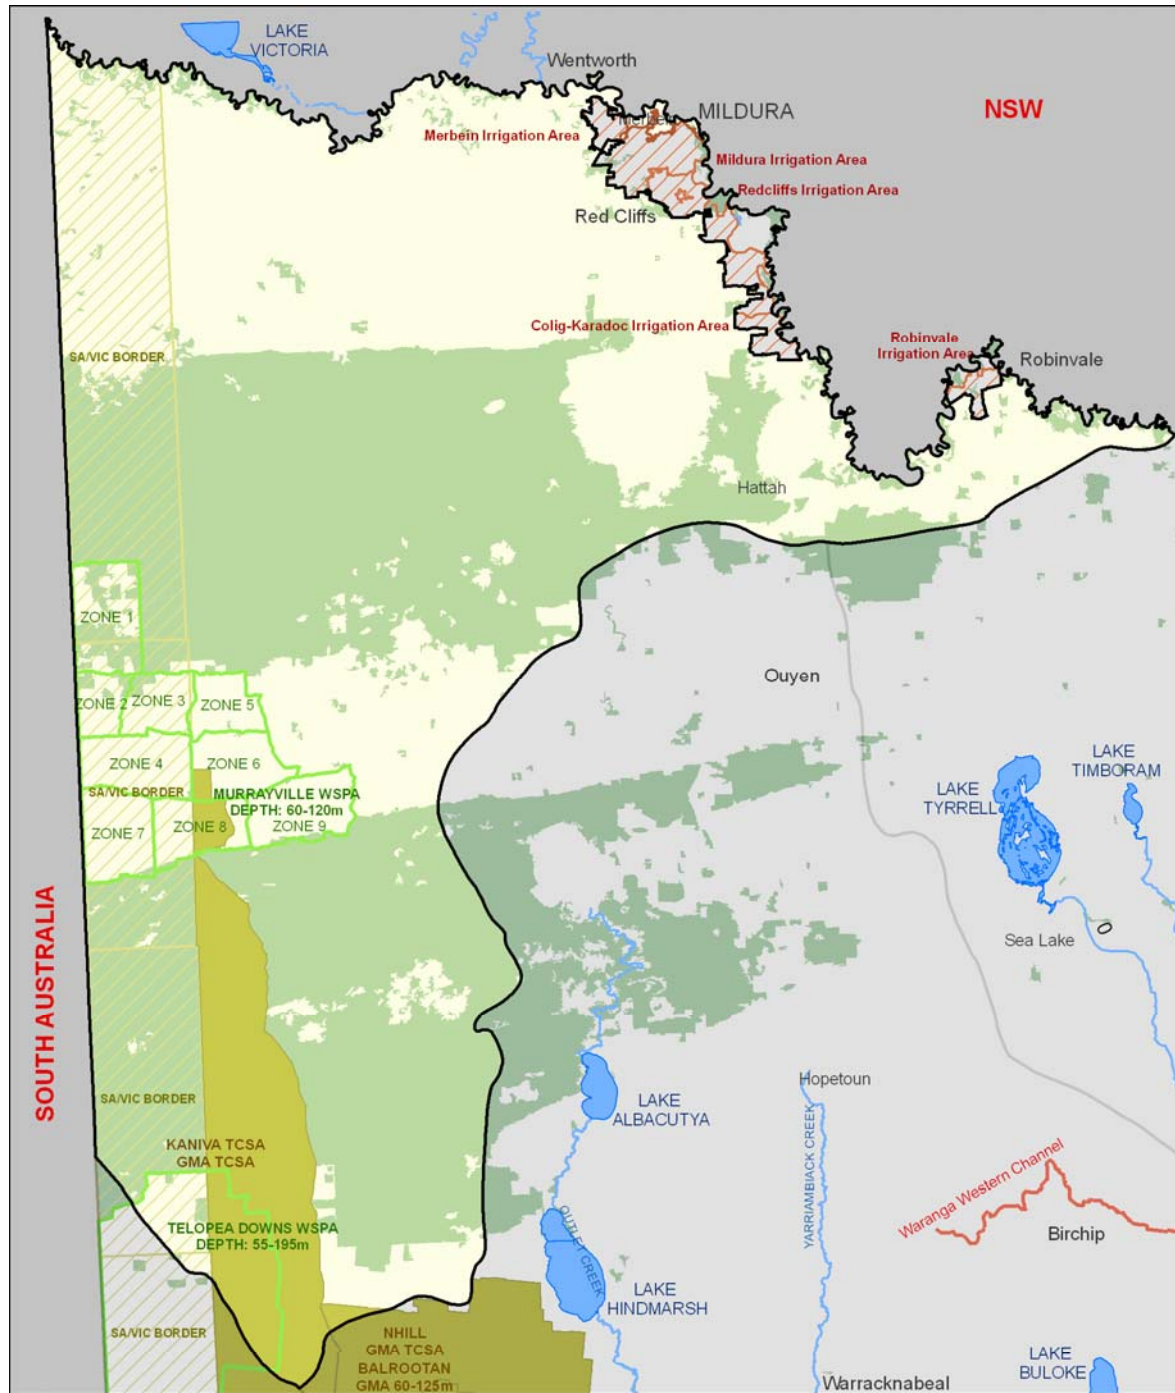 LAKE
VICTORIA
Wentworth
MILDURA
NSW
Merbein
Merbein Irrigation Area
Mildura Irrigation Area
Redcliffs Irrigation Area
Red Cliffs
Colig-Karadoc Irrigation Area
Robinvale
Irrigation Area
Robinvale
SA/VIC BORDER
Hattah
ZONE 1
Ouyen
ZONE 2
ZONE 3
ZONE 5
ZONE 4
ZONE 6
SA/VIC BORDER
MURRAYVILLE WSPA
DEPTH: 60-120m
ZONE 7
ZONE 8
ZONE 9
LAKE
TIMBORAM
LAKE
TYRRELL
SOUTH AUSTRALIA
Sea Lake
0
Hopetoun
LAKE
ALBACUTYA
SA/VIC BORDER
KANIVA TCSA
GMA TCSA
YARRIAMBIACK CREEK
Waranga Western Channel
Birchip
TELOPEA DOWNS WSPA
DEPTH: 55-195m
OUTLET CREEK
LAKE
HINDMARSH
SA/VIC BORDER
NHILL
GMA TCSA
BALROOTAN
GMA 60-125m
LAKE
BULOKE
Warracknabeal